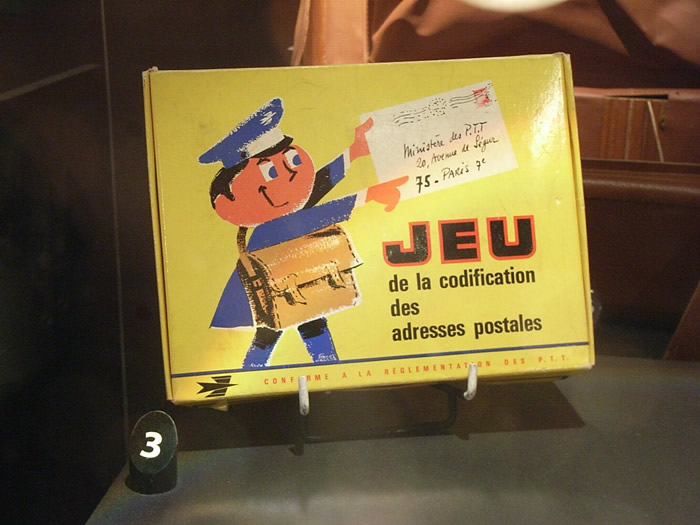 Ministère des P.T.T
20, Avenue de Ségur
75 - PARIS 7e
JEU
de la codification
des
adresses postales
CONFORME A LA RÉGLEMENTATION DES P.T.T.
3